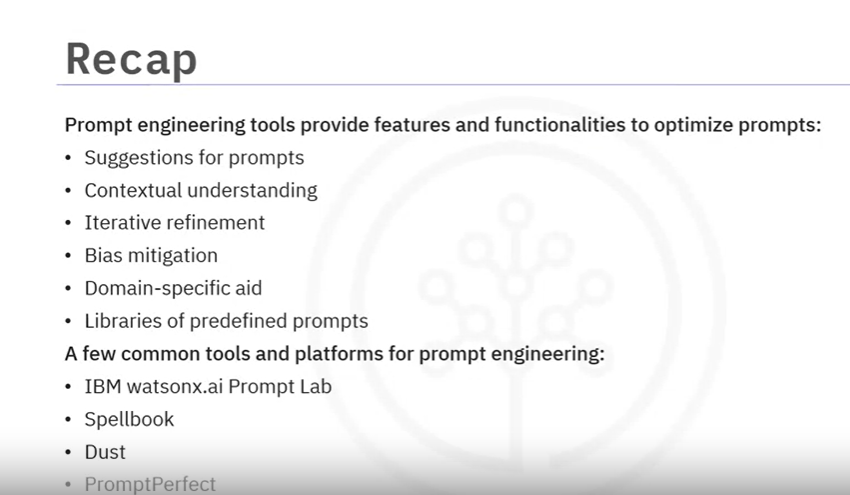 Recap
Prompt engineering tools provide features and functionalities to optimize prompts:
• Suggestions for prompts
• Contextual understanding
• Iterative refinement
• Bias mitigation
• Domain-specific aid
• Libraries of predefined prompts
A few common tools and platforms for prompt engineering:
• IBM watsonx.ai Prompt Lab
• Spellbook
• Dust
• PromptPerfect